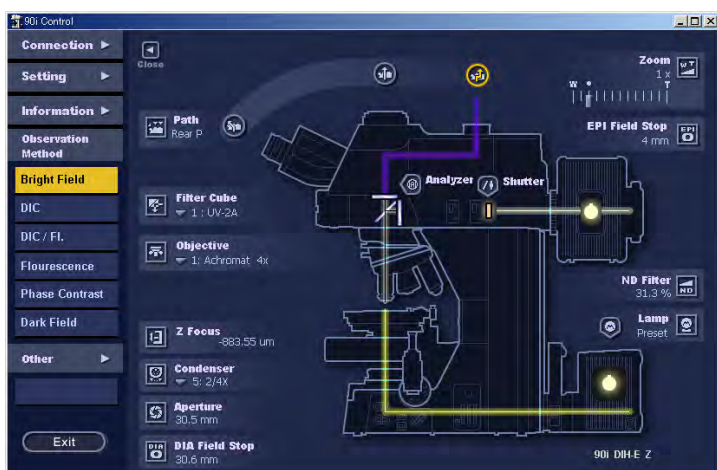 90i Control
Connection
Setting
Information
Observation
Method
Bright Field
DIC
DIC / Fl.
Flourescence
Phase Contrast
Dark Field
Other
Exit
Close
Path
Rear P
Filter Cube
1 : UV-2A
Objective
1: Achromat 4x
Z Focus
-883.55 um
Condenser
5: 2/4X
Aperture
30.5 mm
DIA
DIA Field Stop
30.6 mm
Analyzer
Shutter
Zoom
1 x
W T
W T
EPI Field Stop
4 mm
EPI
ND Filter
31.3 %
ND
Lamp
Preset
90i DIH-E Z